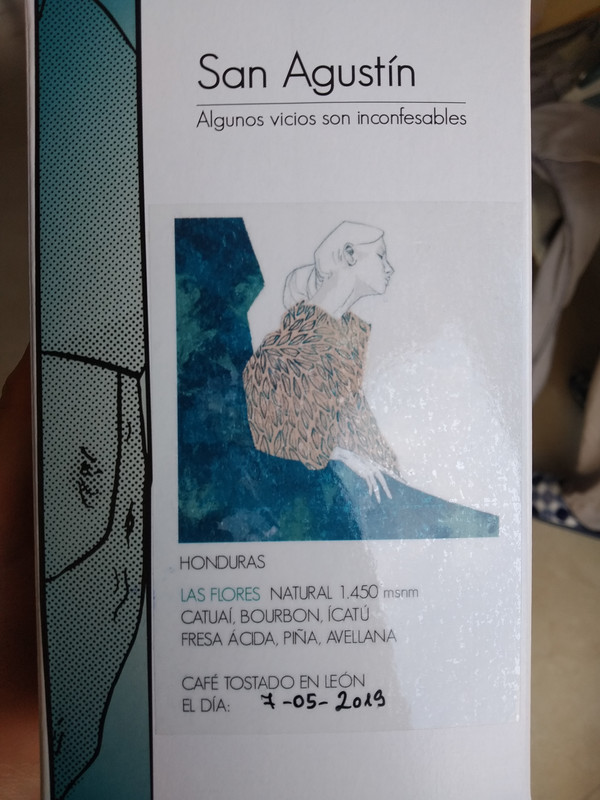 San Agustín
Algunos vicios son inconfesables
HONDURAS
LAS FLORES NATURAL 1.450 msnm
CATUAÍ, BOURBON, ÍCATÚ
FRESA ÁCIDA, PIÑA, AVELLANA
CAFÉ TOSTADO EN LEÓN
EL DÍA: 7-05-2019